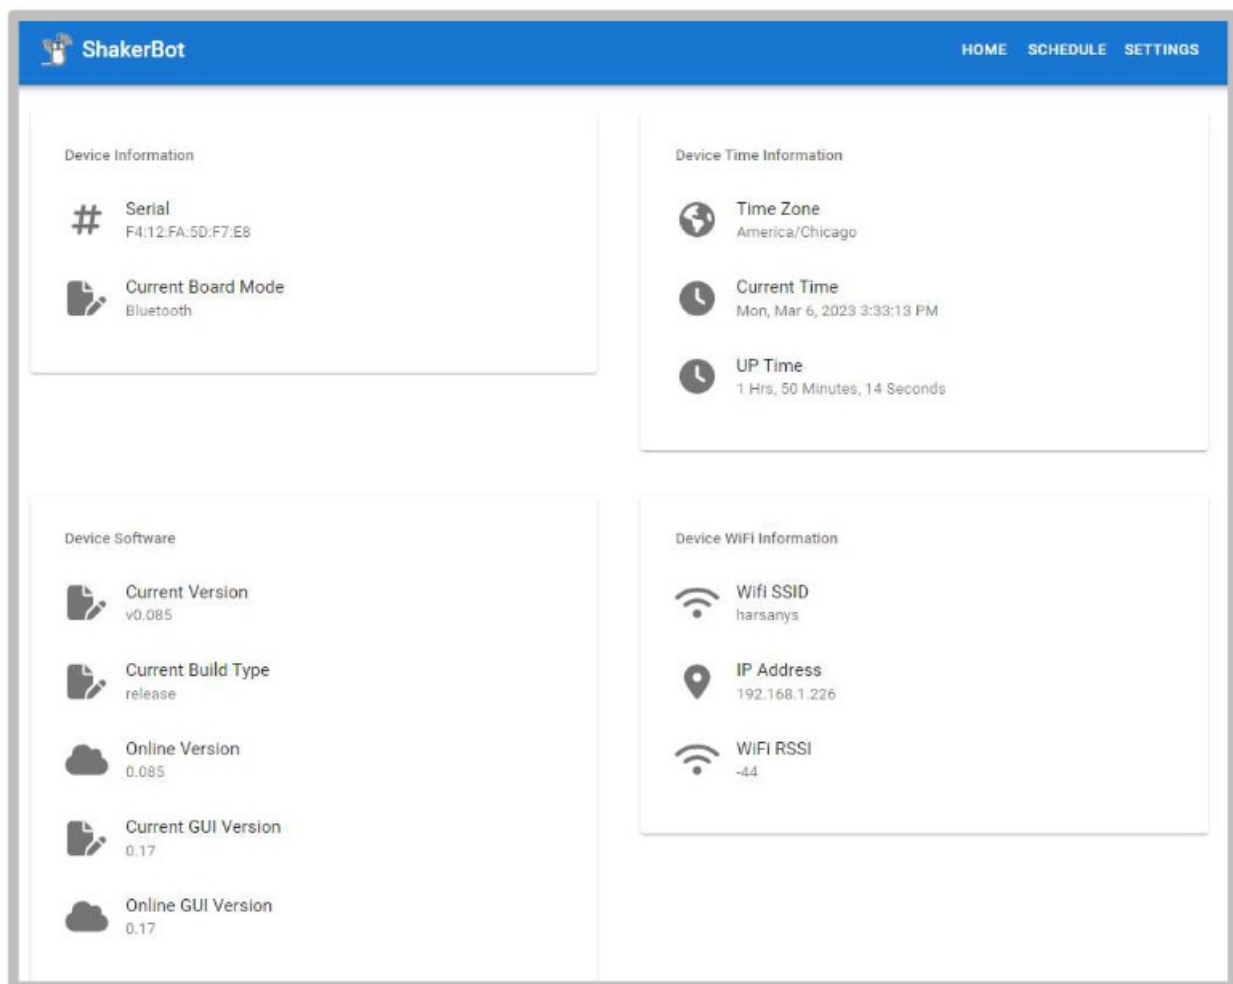 ShakerBot
HOME SCHEDULE SETTINGS
Device Information
Serial
F4:12:FA:5D:F7:E8
Current Board Mode
Bluetooth
Device Time Information
Time Zone
America/Chicago
Current Time
Mon, Mar 6, 2023 3:33:13 PM
UP Time
1 Hrs, 50 Minutes, 14 Seconds
Device Software
Current Version
v0.085
Current Build Type
release
Online Version
0.085
Current GUI Version
0.17
Online GUI Version
0.17
Device WiFi Information
Wifi SSID
harsanys
IP Address
192.168.1.226
WiFi RSSI
-44